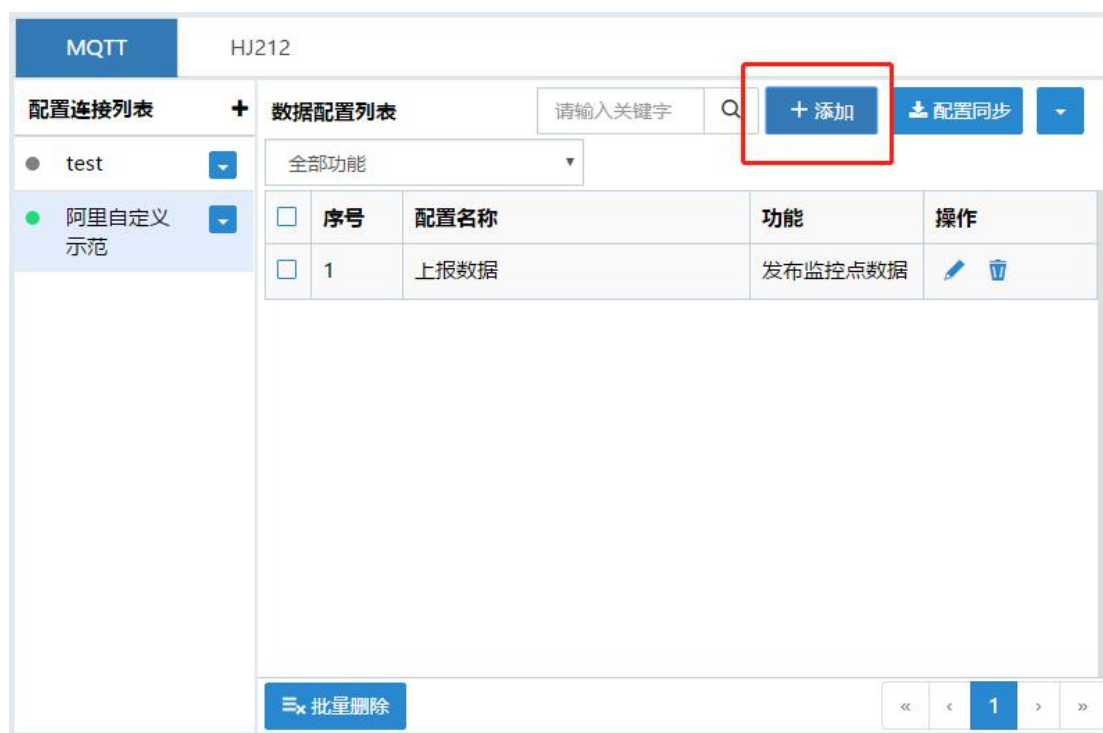 MQTT HJ212
配置连接列表
数据配置列表 请输入关键字 添加 配置同步
test
全部功能
阿里自定义
示范
序号 配置名称 功能 操作
1 上报数据 发布监控点数据
批量删除
« ‹ 1 › »